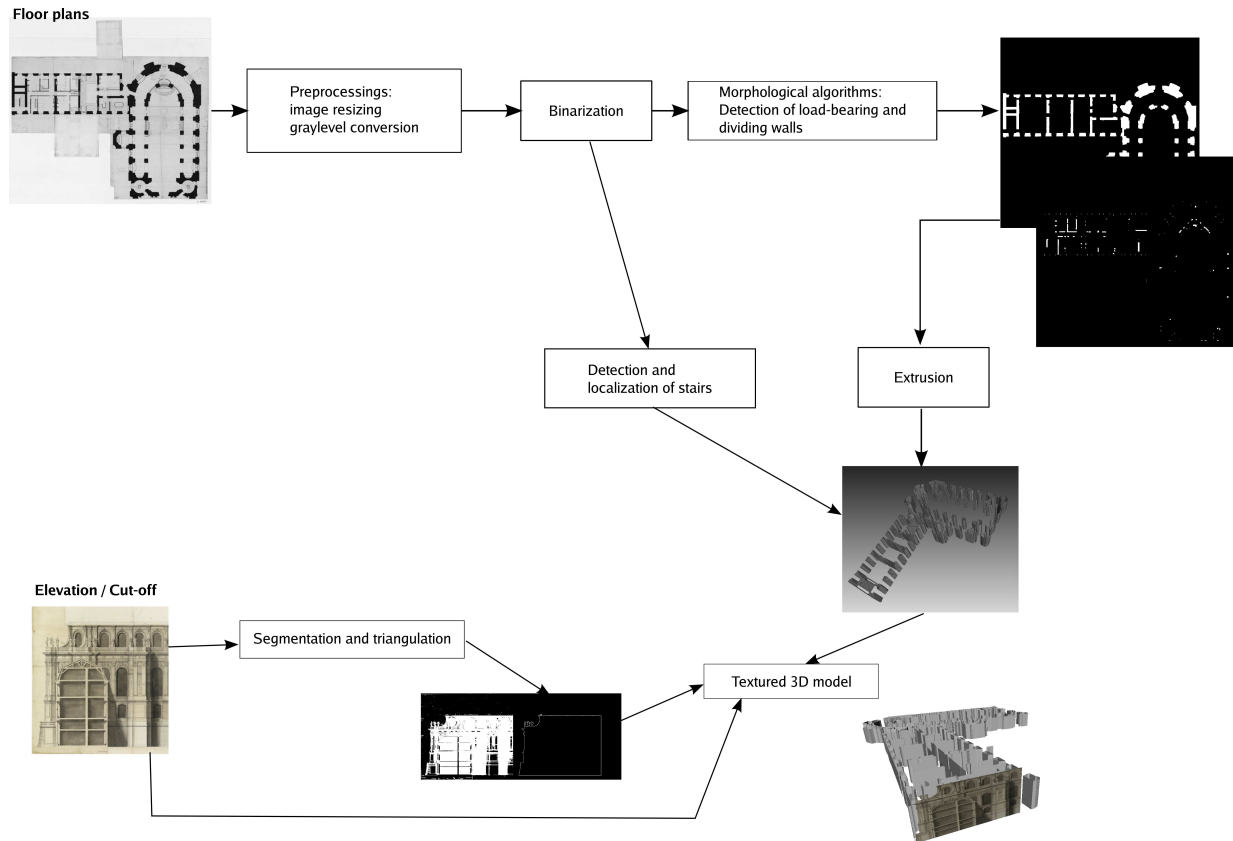 Floor plans
Preprocessings:
image resizing
graylevel conversion
Binarization
Morphological algorithms:
Detection of load-bearing and
dividing walls
Detection and
localization of stairs
Extrusion
Elevation / Cut-off
Segmentation and triangulation
Textured 3D model